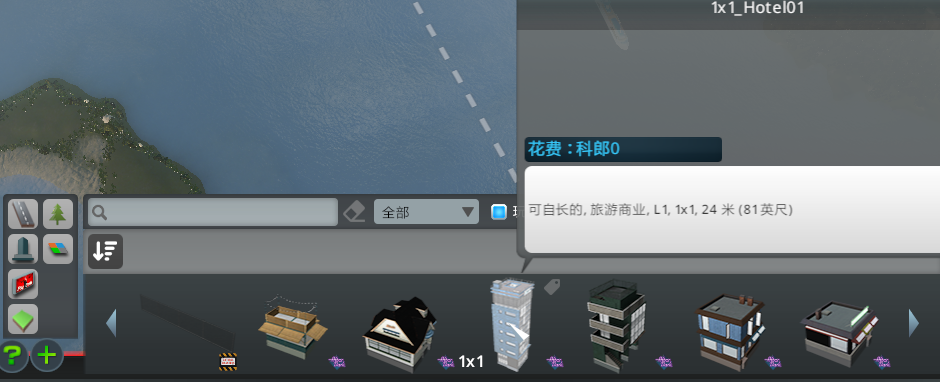 1x1_Hotel01
花费：科郎0
全部
可自长的, 旅游商业, L1, 1x1, 24 米 (81英尺)
1x1
?